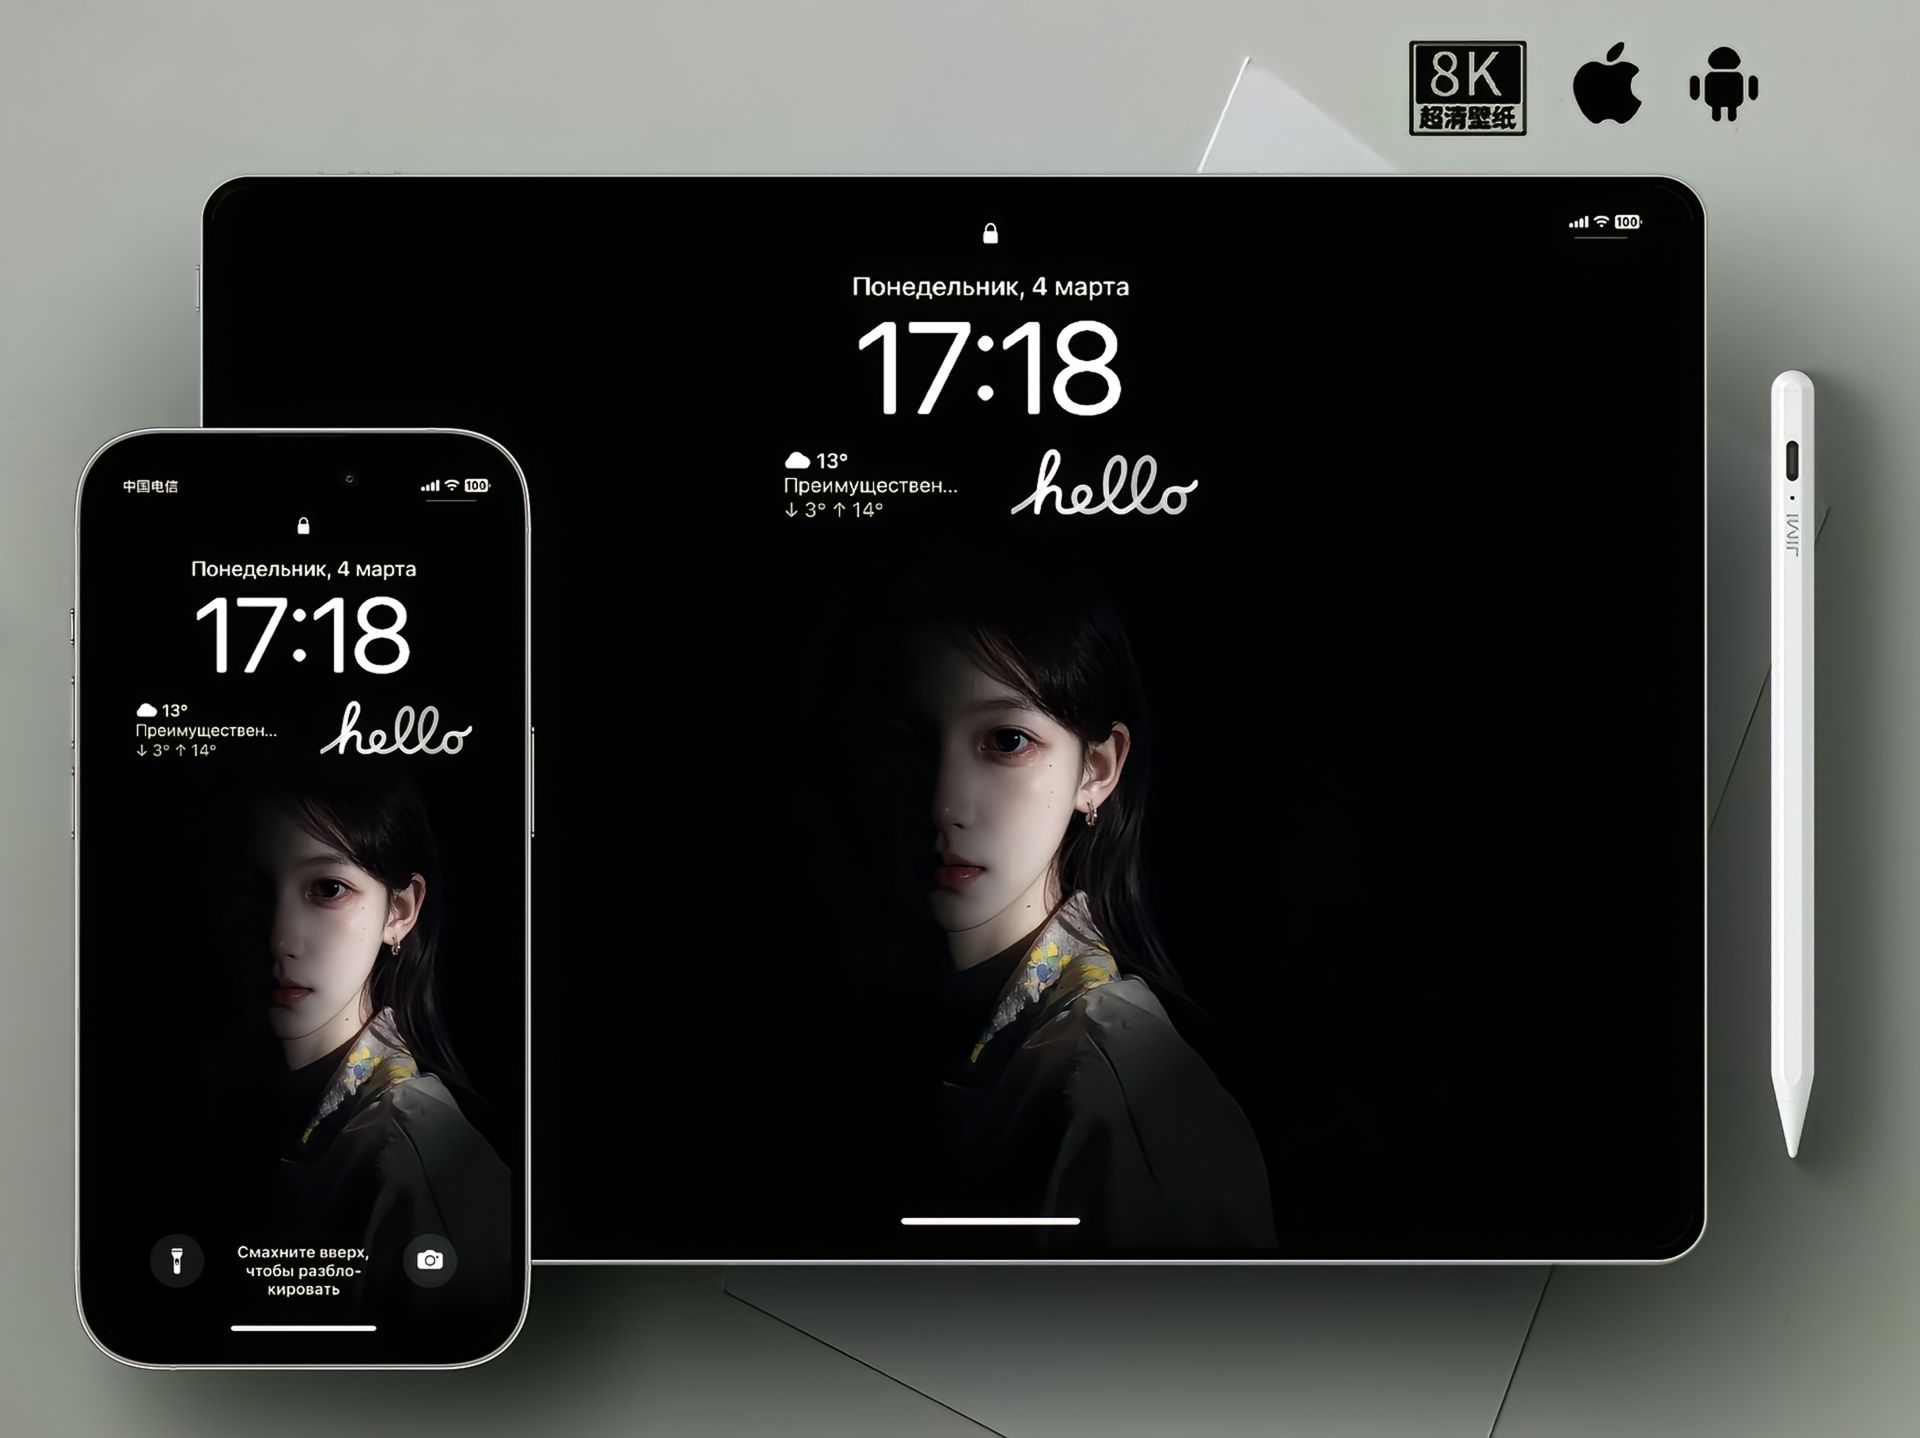 8K
超清壁纸
100
Понедельник, 4 марта
17:18
13°
Преимуществен...
↓ 3° ↑ 14°
hello
中国电信
100
Понедельник, 4 марта
17:18
13°
Преимуществен...
↓ 3° ↑ 14°
hello
Смахните вверх,
чтобы разбло-
кировать